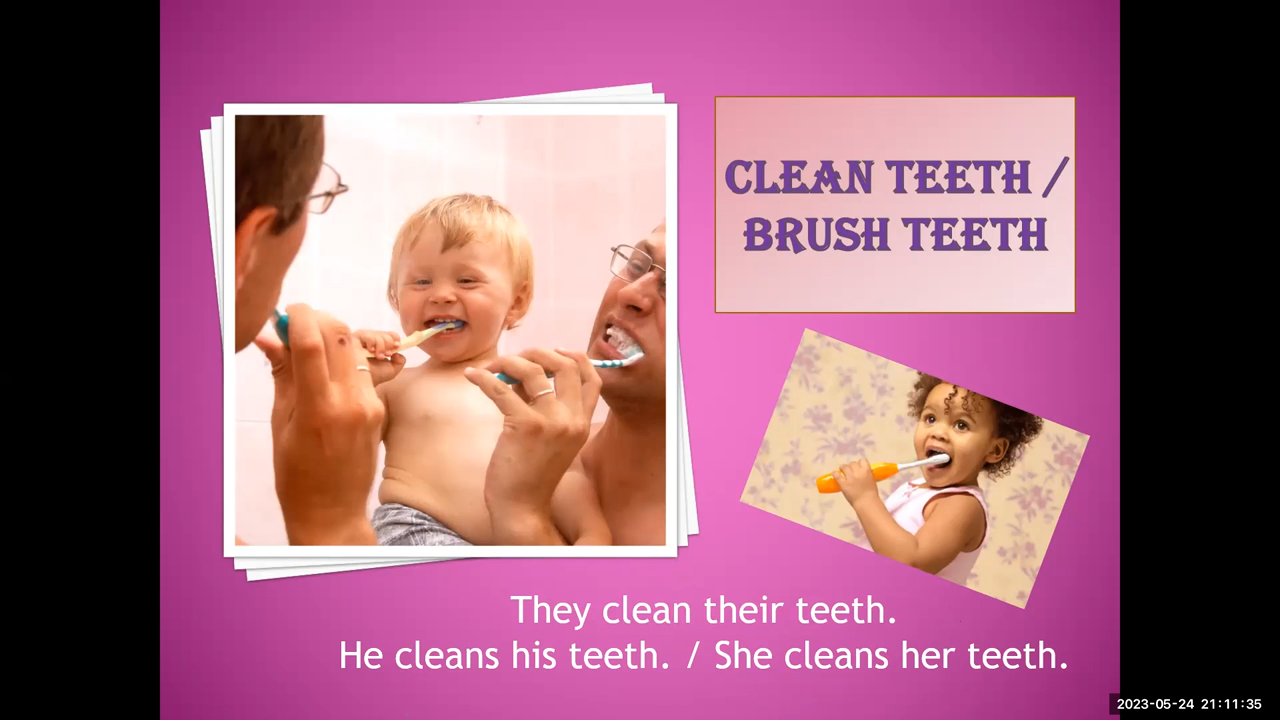 CLEAN TEETH /
BRUSH TEETH
They clean their teeth.
He cleans his teeth. / She cleans her teeth.
2023-05-24 21:11:35